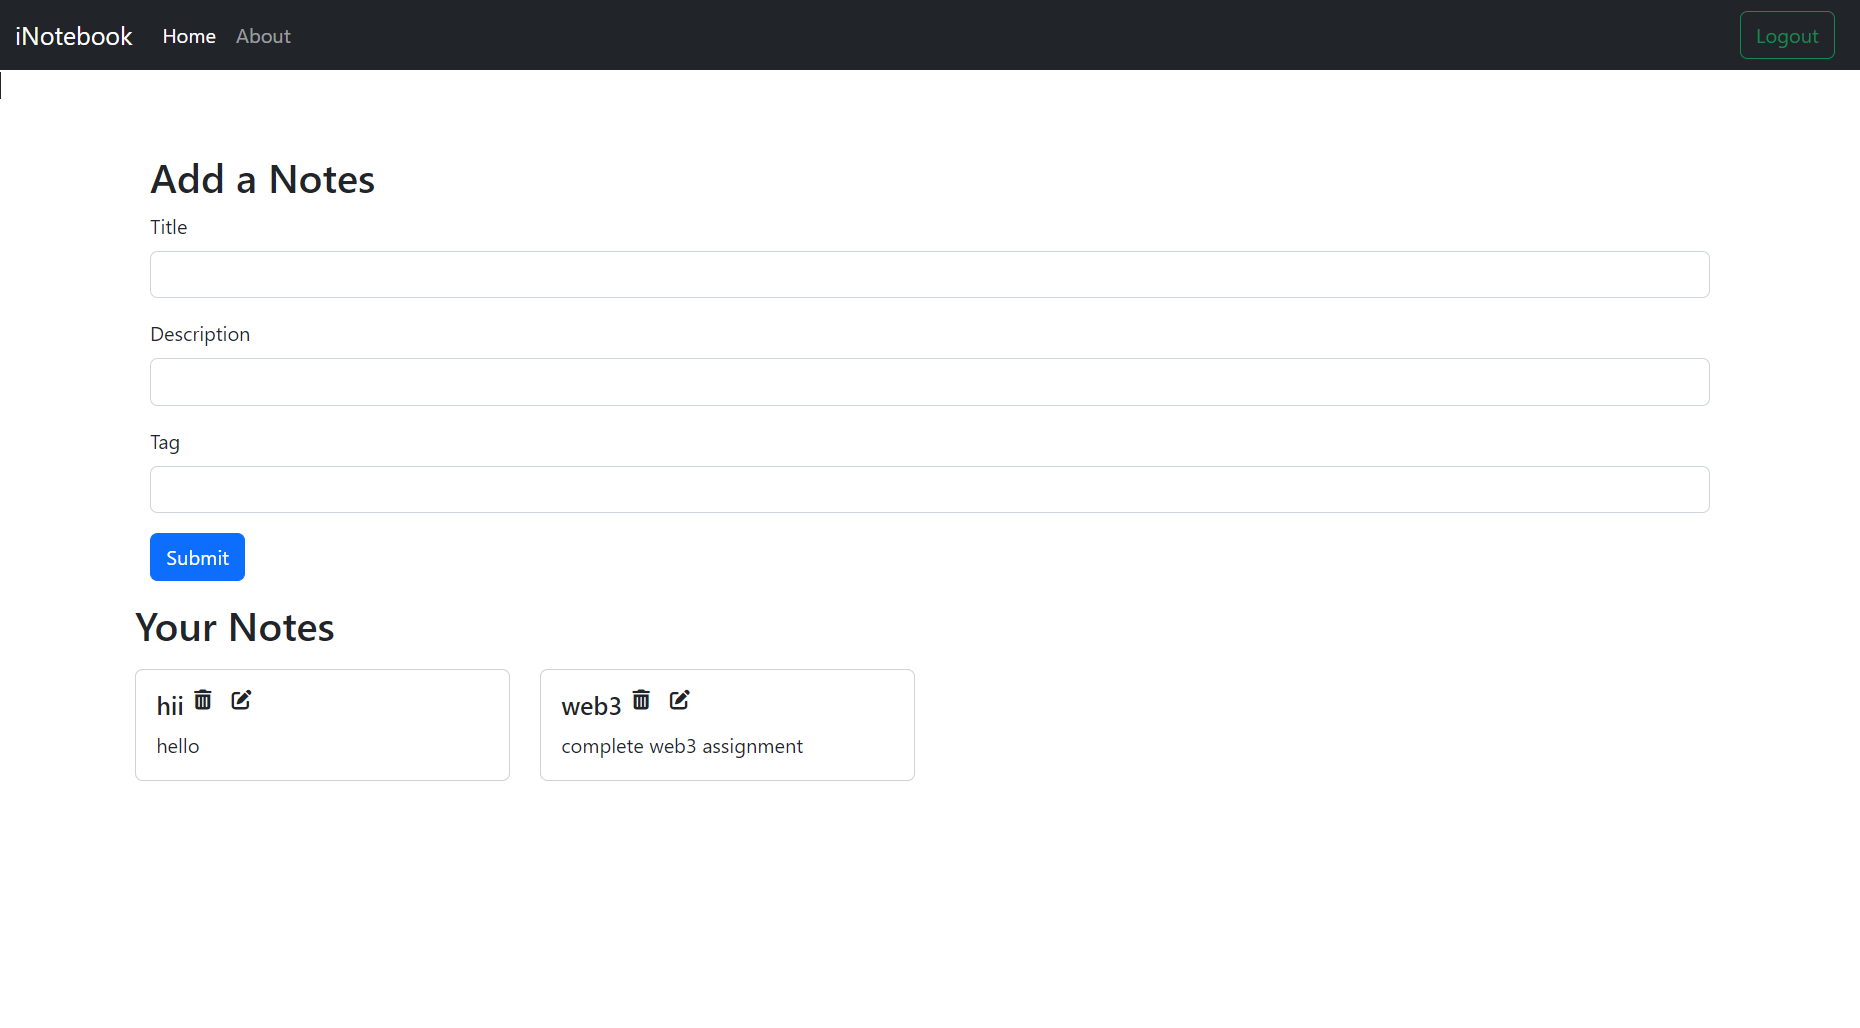 iNotebook Home About Logout
Add a Notes
Title
Description
Tag
Submit
Your Notes
hii
hello
web3
complete web3 assignment